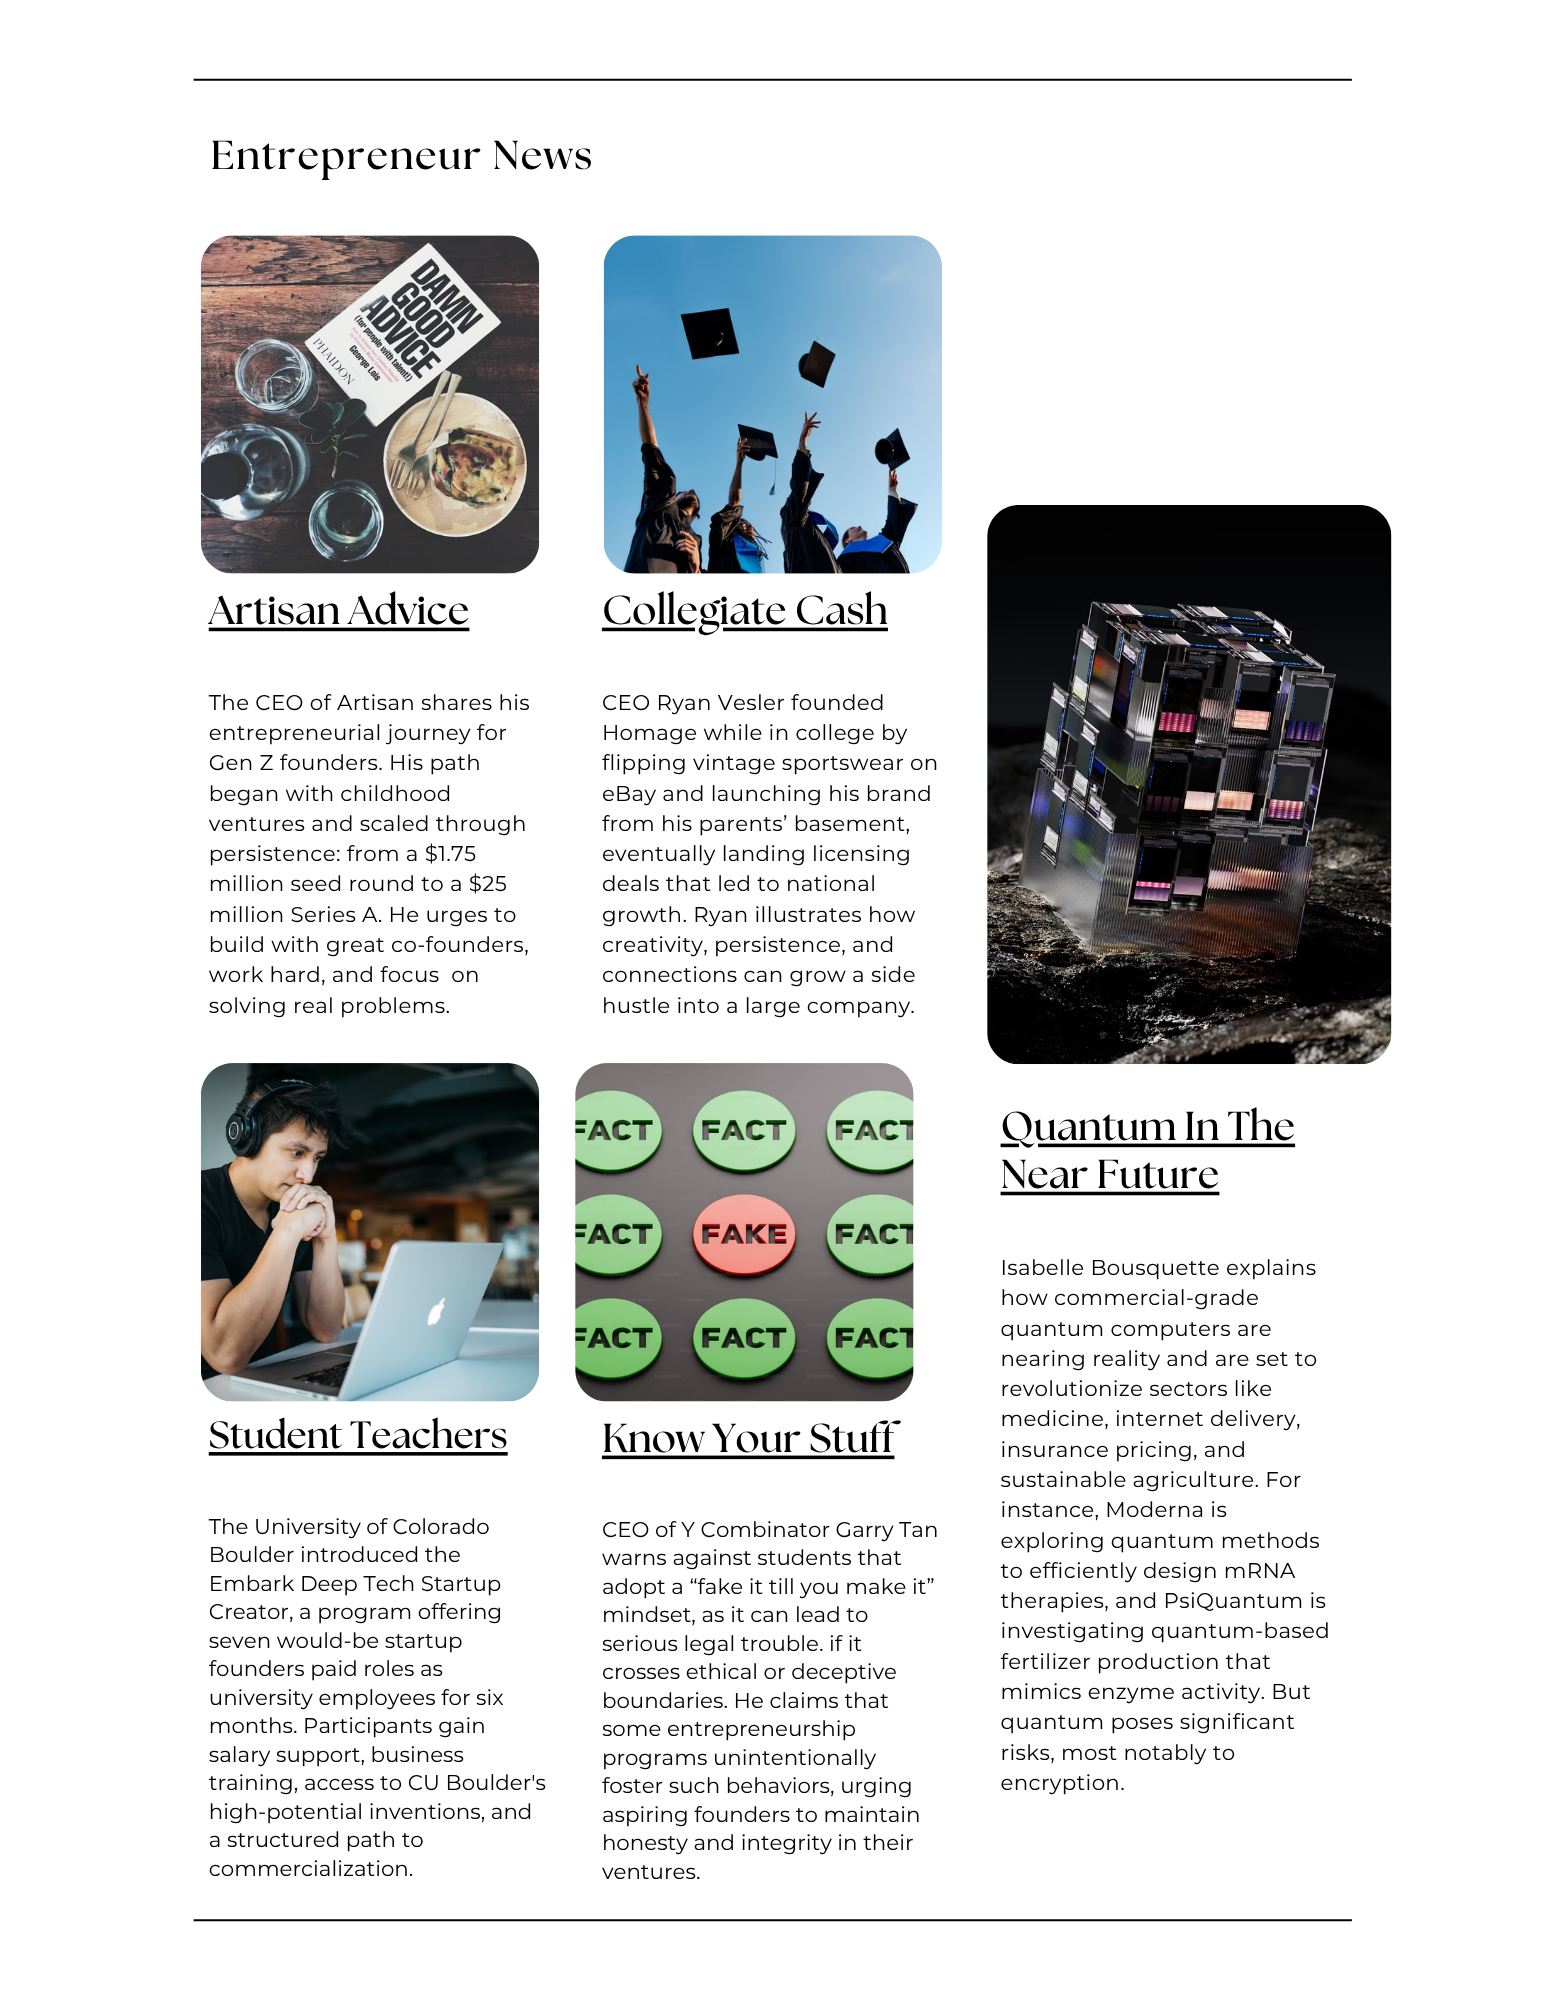 Entrepreneur News
DAMN
GOOD
ADVICE
(for people with talent!)
George Lois
PHAIDON
Artisan Advice
The CEO of Artisan shares his
entrepreneurial journey for
Gen Z founders. His path
began with childhood
ventures and scaled through
persistence: from a $1.75
million seed round to a $25
million Series A. He urges to
build with great co-founders,
work hard, and focus  on
solving real problems.
Collegiate Cash
CEO Ryan Vesler founded
Homage while in college by
flipping vintage sportswear on
eBay and launching his brand
from his parents’ basement,
eventually landing licensing
deals that led to national
growth. Ryan illustrates how
creativity, persistence, and
connections can grow a side
hustle into a large company.
Student Teachers
The University of Colorado
Boulder introduced the
Embark Deep Tech Startup
Creator, a program offering
seven would-be startup
founders paid roles as
university employees for six
months. Participants gain
salary support, business
training, access to CU Boulder's
high-potential inventions, and
a structured path to
commercialization.
FACT FACT FACT
FACT FAKE FACT
FACT FACT FACT
Know Your Stuff
CEO of Y Combinator Garry Tan
warns against students that
adopt a “fake it till you make it”
mindset, as it can lead to
serious legal trouble. if it
crosses ethical or deceptive
boundaries. He claims that
some entrepreneurship
programs unintentionally
foster such behaviors, urging
aspiring founders to maintain
honesty and integrity in their
ventures.
Quantum In The
Near Future
Isabelle Bousquette explains
how commercial-grade
quantum computers are
nearing reality and are set to
revolutionize sectors like
medicine, internet delivery,
insurance pricing, and
sustainable agriculture. For
instance, Moderna is
exploring quantum methods
to efficiently design mRNA
therapies, and PsiQuantum is
investigating quantum-based
fertilizer production that
mimics enzyme activity. But
quantum poses significant
risks, most notably to
encryption.